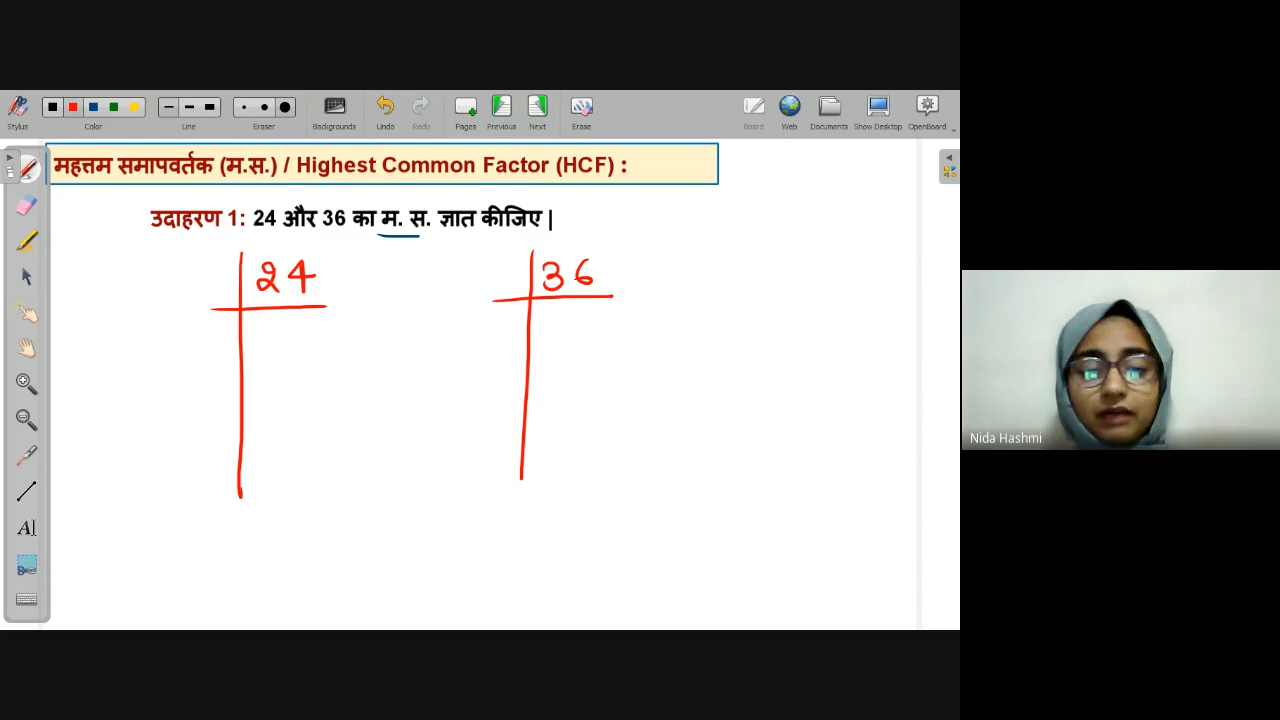 Stylus
Color
Line
Eraser
Backgrounds
Undo
Redo
Pages
Previous
Next
Erase
Board
Web
Documents
Show Desktop
OpenBoard
महत्तम समापवर्तक (म.स.) / Highest Common Factor (HCF) :
उदाहरण 1: 24 और 36 का म. स. ज्ञात कीजिए |
24
36
Nida Hashmi